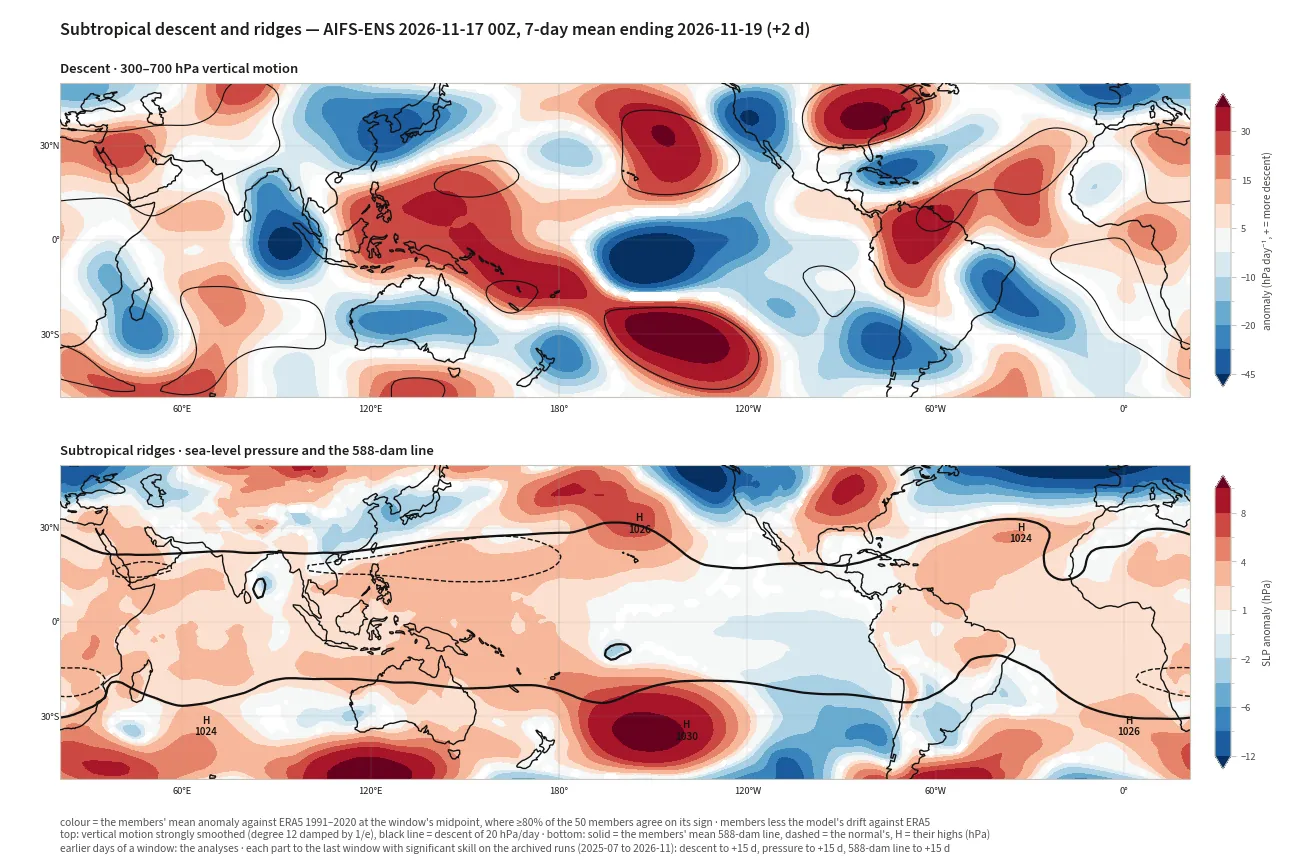 Subtropical descent and ridges — AIFS-ENS 2026-11-17 00Z, 7-day mean ending 2026-11-19 (+2 d)
Descent · 300–700 hPa vertical motion
30°N
0°
30°S
60°E
120°E
180°
120°W
60°W
0°
30
15
5
−10
−20
−45
anomaly (hPa day⁻¹, + = more descent)
Subtropical ridges · sea-level pressure and the 588-dam line
30°N
0°
30°S
H
1026
H
1024
H
1024
H
1030
H
1026
60°E
120°E
180°
120°W
60°W
0°
8
4
1
−2
−6
−12
SLP anomaly (hPa)
colour = the members' mean anomaly against ERA5 1991–2020 at the window's midpoint, where ≥80% of the 50 members agree on its sign · members less the model's drift against ERA5
top: vertical motion strongly smoothed (degree 12 damped by 1/e), black line = descent of 20 hPa/day · bottom: solid = the members' mean 588-dam line, dashed = the normal's, H = their highs (hPa)
earlier days of a window: the analyses · each part to the last window with significant skill on the archived runs (2025-07 to 2026-11): descent to +15 d, pressure to +15 d, 588-dam line to +15 d